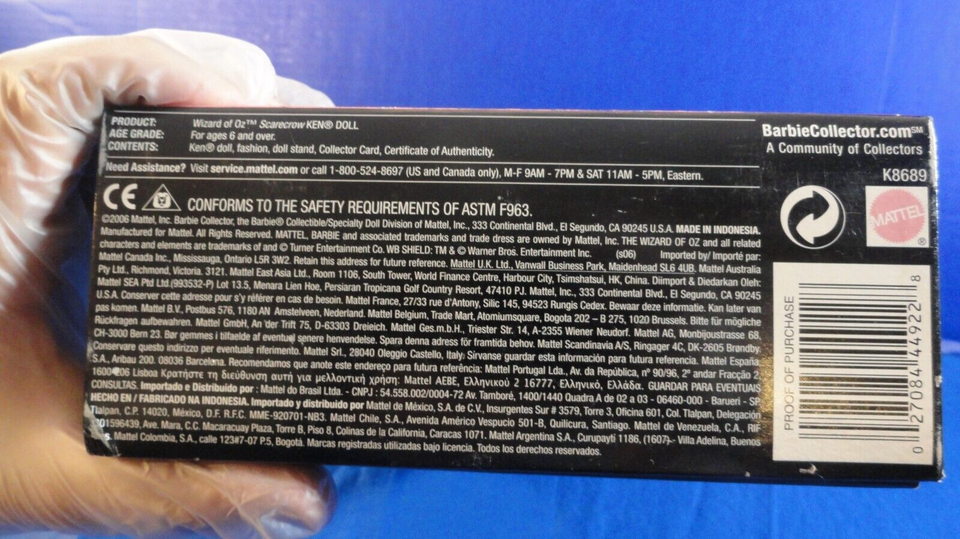 PRODUCT: Wizard of Oz™ Scarecrow KEN® DOLL
AGE GRADE: For ages 6 and over.
CONTENTS: Ken® doll, fashion, doll stand, Collector Card, Certificate of Authenticity.
Need Assistance? Visit service.mattel.com or call 1-800-524-8697 (US and Canada only), M-F 9AM - 7PM & SAT 11AM - 5PM, Eastern.
CE CONFORMS TO THE SAFETY REQUIREMENTS OF ASTM F963.
©2006 Mattel, Inc. Barbie Collector, the Barbie® Collectible/Specialty Doll Division of Mattel, Inc., 333 Continental Blvd., El Segundo, CA 90245 U.S.A. MADE IN INDONESIA.
Manufactured for Mattel. All Rights Reserved. MATTEL, BARBIE and associated trademarks and trade dress are owned by Mattel, Inc. THE WIZARD OF OZ and all related
characters and elements are trademarks of and © Turner Entertainment Co. WB SHIELD: TM & © Warner Bros. Entertainment Inc. (s06) Imported by/ Importé par:
Mattel Canada Inc., Mississauga, Ontario L5R 3W2. Retain this address for future reference. Mattel U.K. Ltd., Vanwall Business Park, Maidenhead SL6 4UB. Mattel Australia
Pty Ltd., Richmond, Victoria. 3121. Mattel East Asia Ltd., Room 1106, South Tower, World Finance Centre, Harbour City, Tsimshatsui, HK, China. Diimport & Diedarkan Oleh:
Mattel SEA Ptd Ltd.(993532-P) Lot 13.5, Menara Lien Hoe, Persiaran Tropicana Golf Country Resort, 47410 PJ. Mattel, Inc., 333 Continental Blvd., El Segundo, CA 90245
U.S.A. Conserver cette adresse pour s'y référer en cas de besoin. Mattel France, 27/33 rue d'Antony, Silic 145, 94523 Rungis Cedex. Bewaar deze informatie. Kan later van
pas komen. Mattel B.V., Postbus 576, 1180 AN Amstelveen, Nederland. Mattel Belgium, Trade Mart, Atomiumsquare, Bogota 202 – B 275, 1020 Brussels. Bitte für mögliche
Rückfragen aufbewahren. Mattel GmbH, An der Trift 75, D-63303 Dreieich. Mattel Ges.m.b.H., Triester Str. 14, A-2355 Wiener Neudorf. Mattel AG, Monbijoustrasse 68,
CH-3000 Bern 23. Bør gemmes i tilfælde af eventuel senere henvendelse. Spara denna adress för framtida behov. Mattel Scandinavia A/S, Ringager 4C, DK-2605 Brøndby.
Conservare questo indirizzo per eventuale riferimento. Mattel Srl., 28040 Oleggio Castello, Italy. Sírvanse guardar esta información para futura referencia. Mattel España,
S.A., Aribau 200. 08036 Barcelona. Recomendamos que anote este endereço para futura referência: Mattel Portugal Lda., Av. da República, nº 90/96, 2º andar Fracção 2,
1600-206 Lisboa Κρατήστε τη διεύθυνση αυτή για μελλοντική χρήση: Mattel AEBE, Ελληνικού 2 16777, Ελληνικό, Ελλάδα. GUARDAR PARA EVENTUAIS
CONSULTAS. Importado e Distribuido por : Mattel do Brasil Ltda. - CNPJ : 54.558.002/0004-72 Av. Tamboré, 1400/1440 Quadra A de 02 a 03 - 06460-000 - Barueri - SP.
HECHO EN / FABRICADO NA INDONESIA. Importado y distribuido por Mattel de México, S.A. de C.V., Insurgentes Sur # 3579, Torre 3, Oficina 601, Col. Tlalpan, Delegación
Tlalpan, C.P. 14020, México, D.F. R.F.C. MME-920701-NB3. Mattel Chile, S.A., Avenida Américo Vespucio 501-B, Quilicura, Santiago. Mattel de Venezuela, C.A., RIF
301596439, Ave. Mara, C.C. Macaracuay Plaza, Torre B, Piso 8, Colinas de la California, Caracas 1071. Mattel Argentina S.A., Curupaytí 1186, (1607)- Villa Adelina, Buenos
Mattel Colombia, S.A., calle 123#7-07 P.5, Bogotá. Marcas registradas utilizadas bajo licencia. Todos los derechos reservados.
BarbieCollector.com℠
A Community of Collectors
K8689
MATTEL®
PROOF OF PURCHASE
0 27084 44922 8